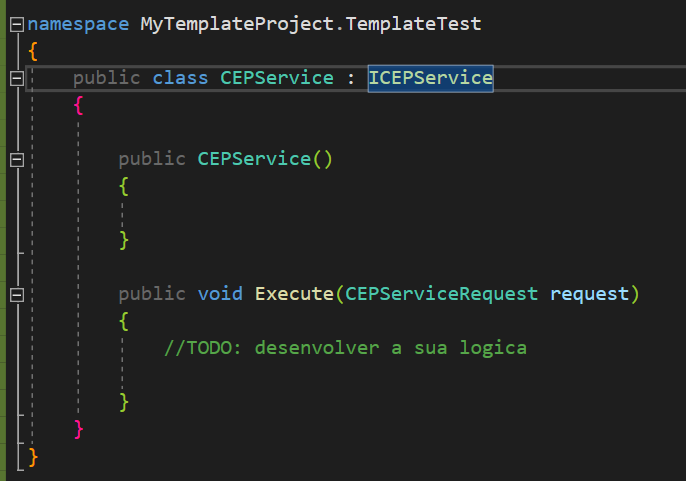 namespace MyTemplateProject.TemplateTest
{
public class CEPService : ICEPService
{
public CEPService()
{
}
public void Execute(CEPServiceRequest request)
{
//TODO: desenvolver a sua logica
}
}
}